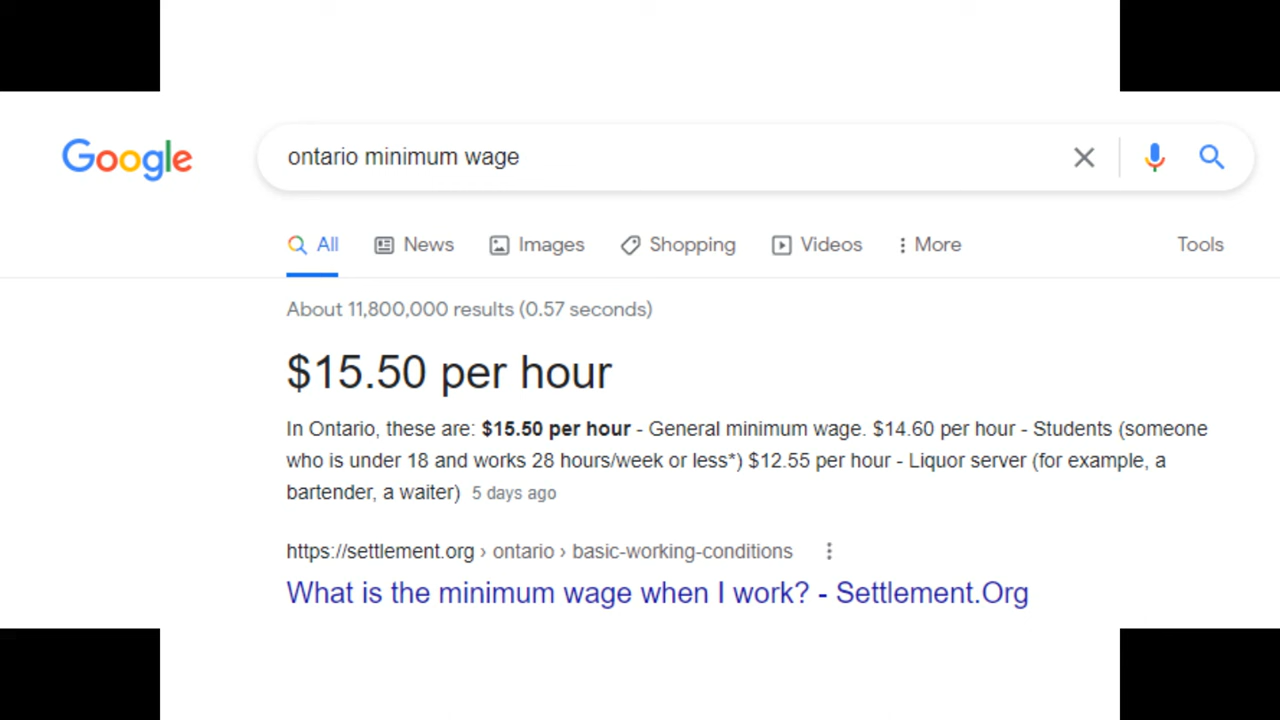 Google
ontario minimum wage
All News Images Shopping Videos More Tools
About 11,800,000 results (0.57 seconds)
$15.50 per hour
In Ontario, these are: $15.50 per hour - General minimum wage. $14.60 per hour - Students (someone
who is under 18 and works 28 hours/week or less*) $12.55 per hour - Liquor server (for example, a
bartender, a waiter) 5 days ago
https://settlement.org › ontario › basic-working-conditions
What is the minimum wage when I work? - Settlement.Org